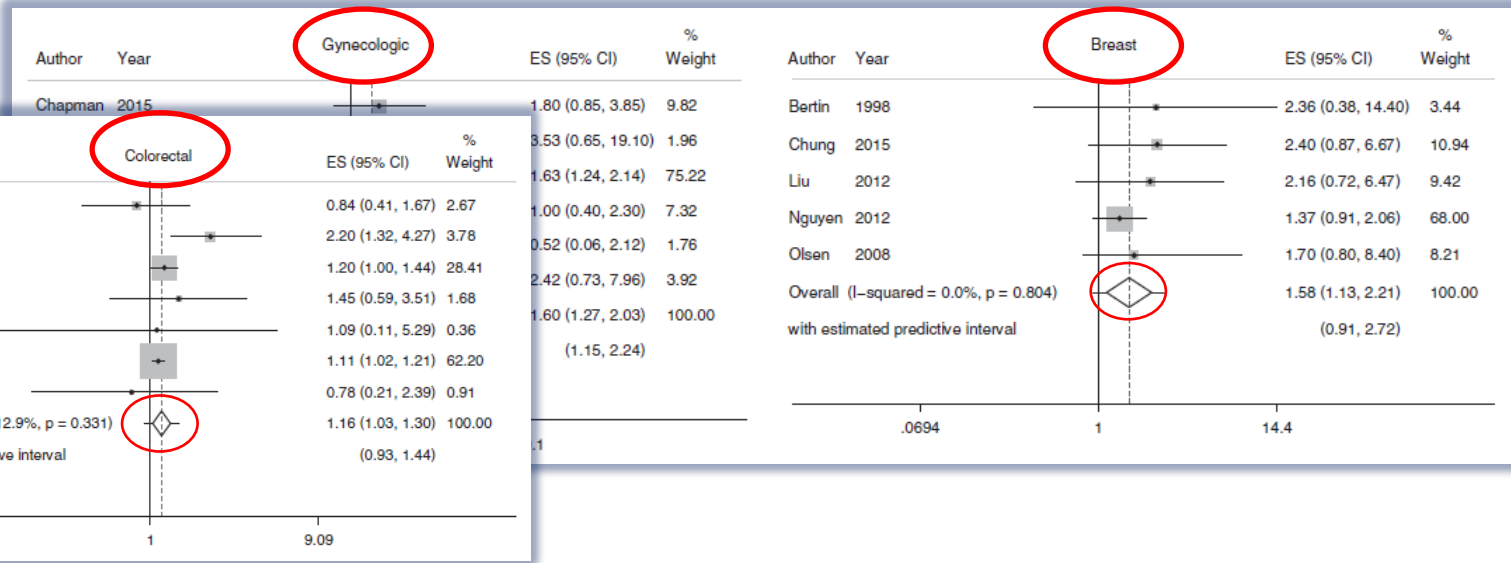 Author Year Gynecologic ES (95% CI) % Weight
Chapman 2015 1.80 (0.85, 3.85) 9.82
3.53 (0.65, 19.10) 1.96
1.63 (1.24, 2.14) 75.22
1.00 (0.40, 2.30) 7.32
0.52 (0.06, 2.12) 1.76
2.42 (0.73, 7.96) 3.92
1.60 (1.27, 2.03) 100.00
(1.15, 2.24)
.1
Colorectal ES (95% CI) % Weight
0.84 (0.41, 1.67) 2.67
2.20 (1.32, 4.27) 3.78
1.20 (1.00, 1.44) 28.41
1.45 (0.59, 3.51) 1.68
1.09 (0.11, 5.29) 0.36
1.11 (1.02, 1.21) 62.20
0.78 (0.21, 2.39) 0.91
2.9%, p = 0.331) 1.16 (1.03, 1.30) 100.00
ve interval (0.93, 1.44)
1 9.09
Author Year Breast ES (95% CI) % Weight
Bertin 1998 2.36 (0.38, 14.40) 3.44
Chung 2015 2.40 (0.87, 6.67) 10.94
Liu 2012 2.16 (0.72, 6.47) 9.42
Nguyen 2012 1.37 (0.91, 2.06) 68.00
Olsen 2008 1.70 (0.80, 8.40) 8.21
Overall (I-squared = 0.0%, p = 0.804) 1.58 (1.13, 2.21) 100.00
with estimated predictive interval (0.91, 2.72)
.0694 1 14.4